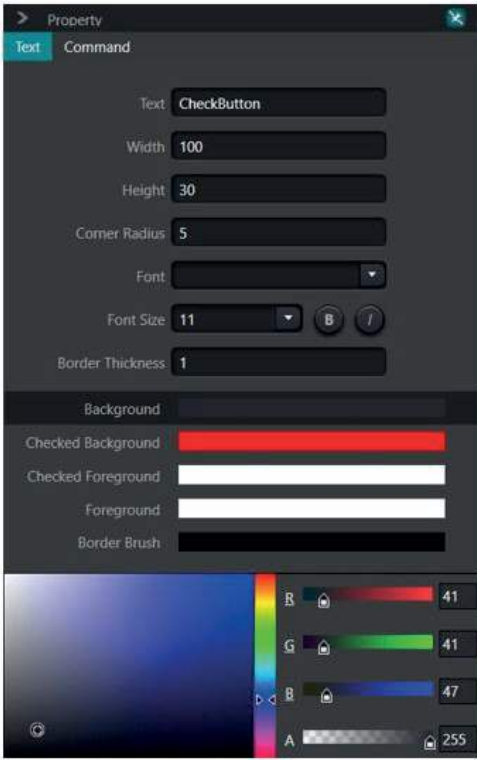 > Property
Text Command
Text CheckButton
Width 100
Height 30
Corner Radius 5
Font
Font Size 11 B I
Border Thickness 1
Background
Checked Background
Checked Foreground
Foreground
Border Brush
R 41
G 41
B 47
A 255